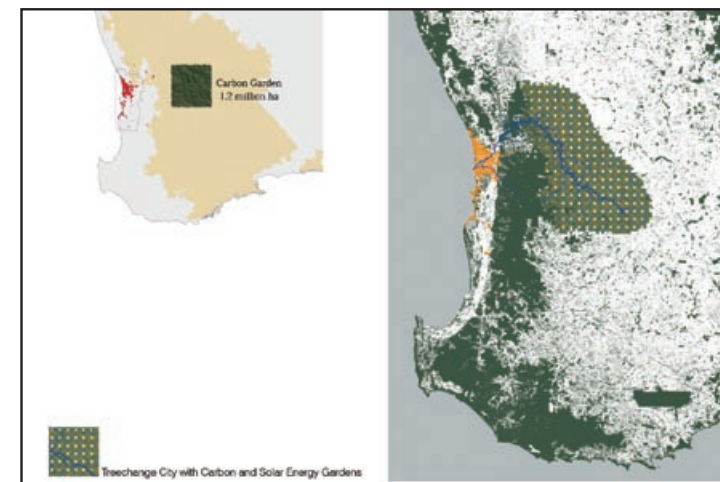 Carbon Garden
1.2 million ha
Treechange City with Carbon and Solar Energy Gardens